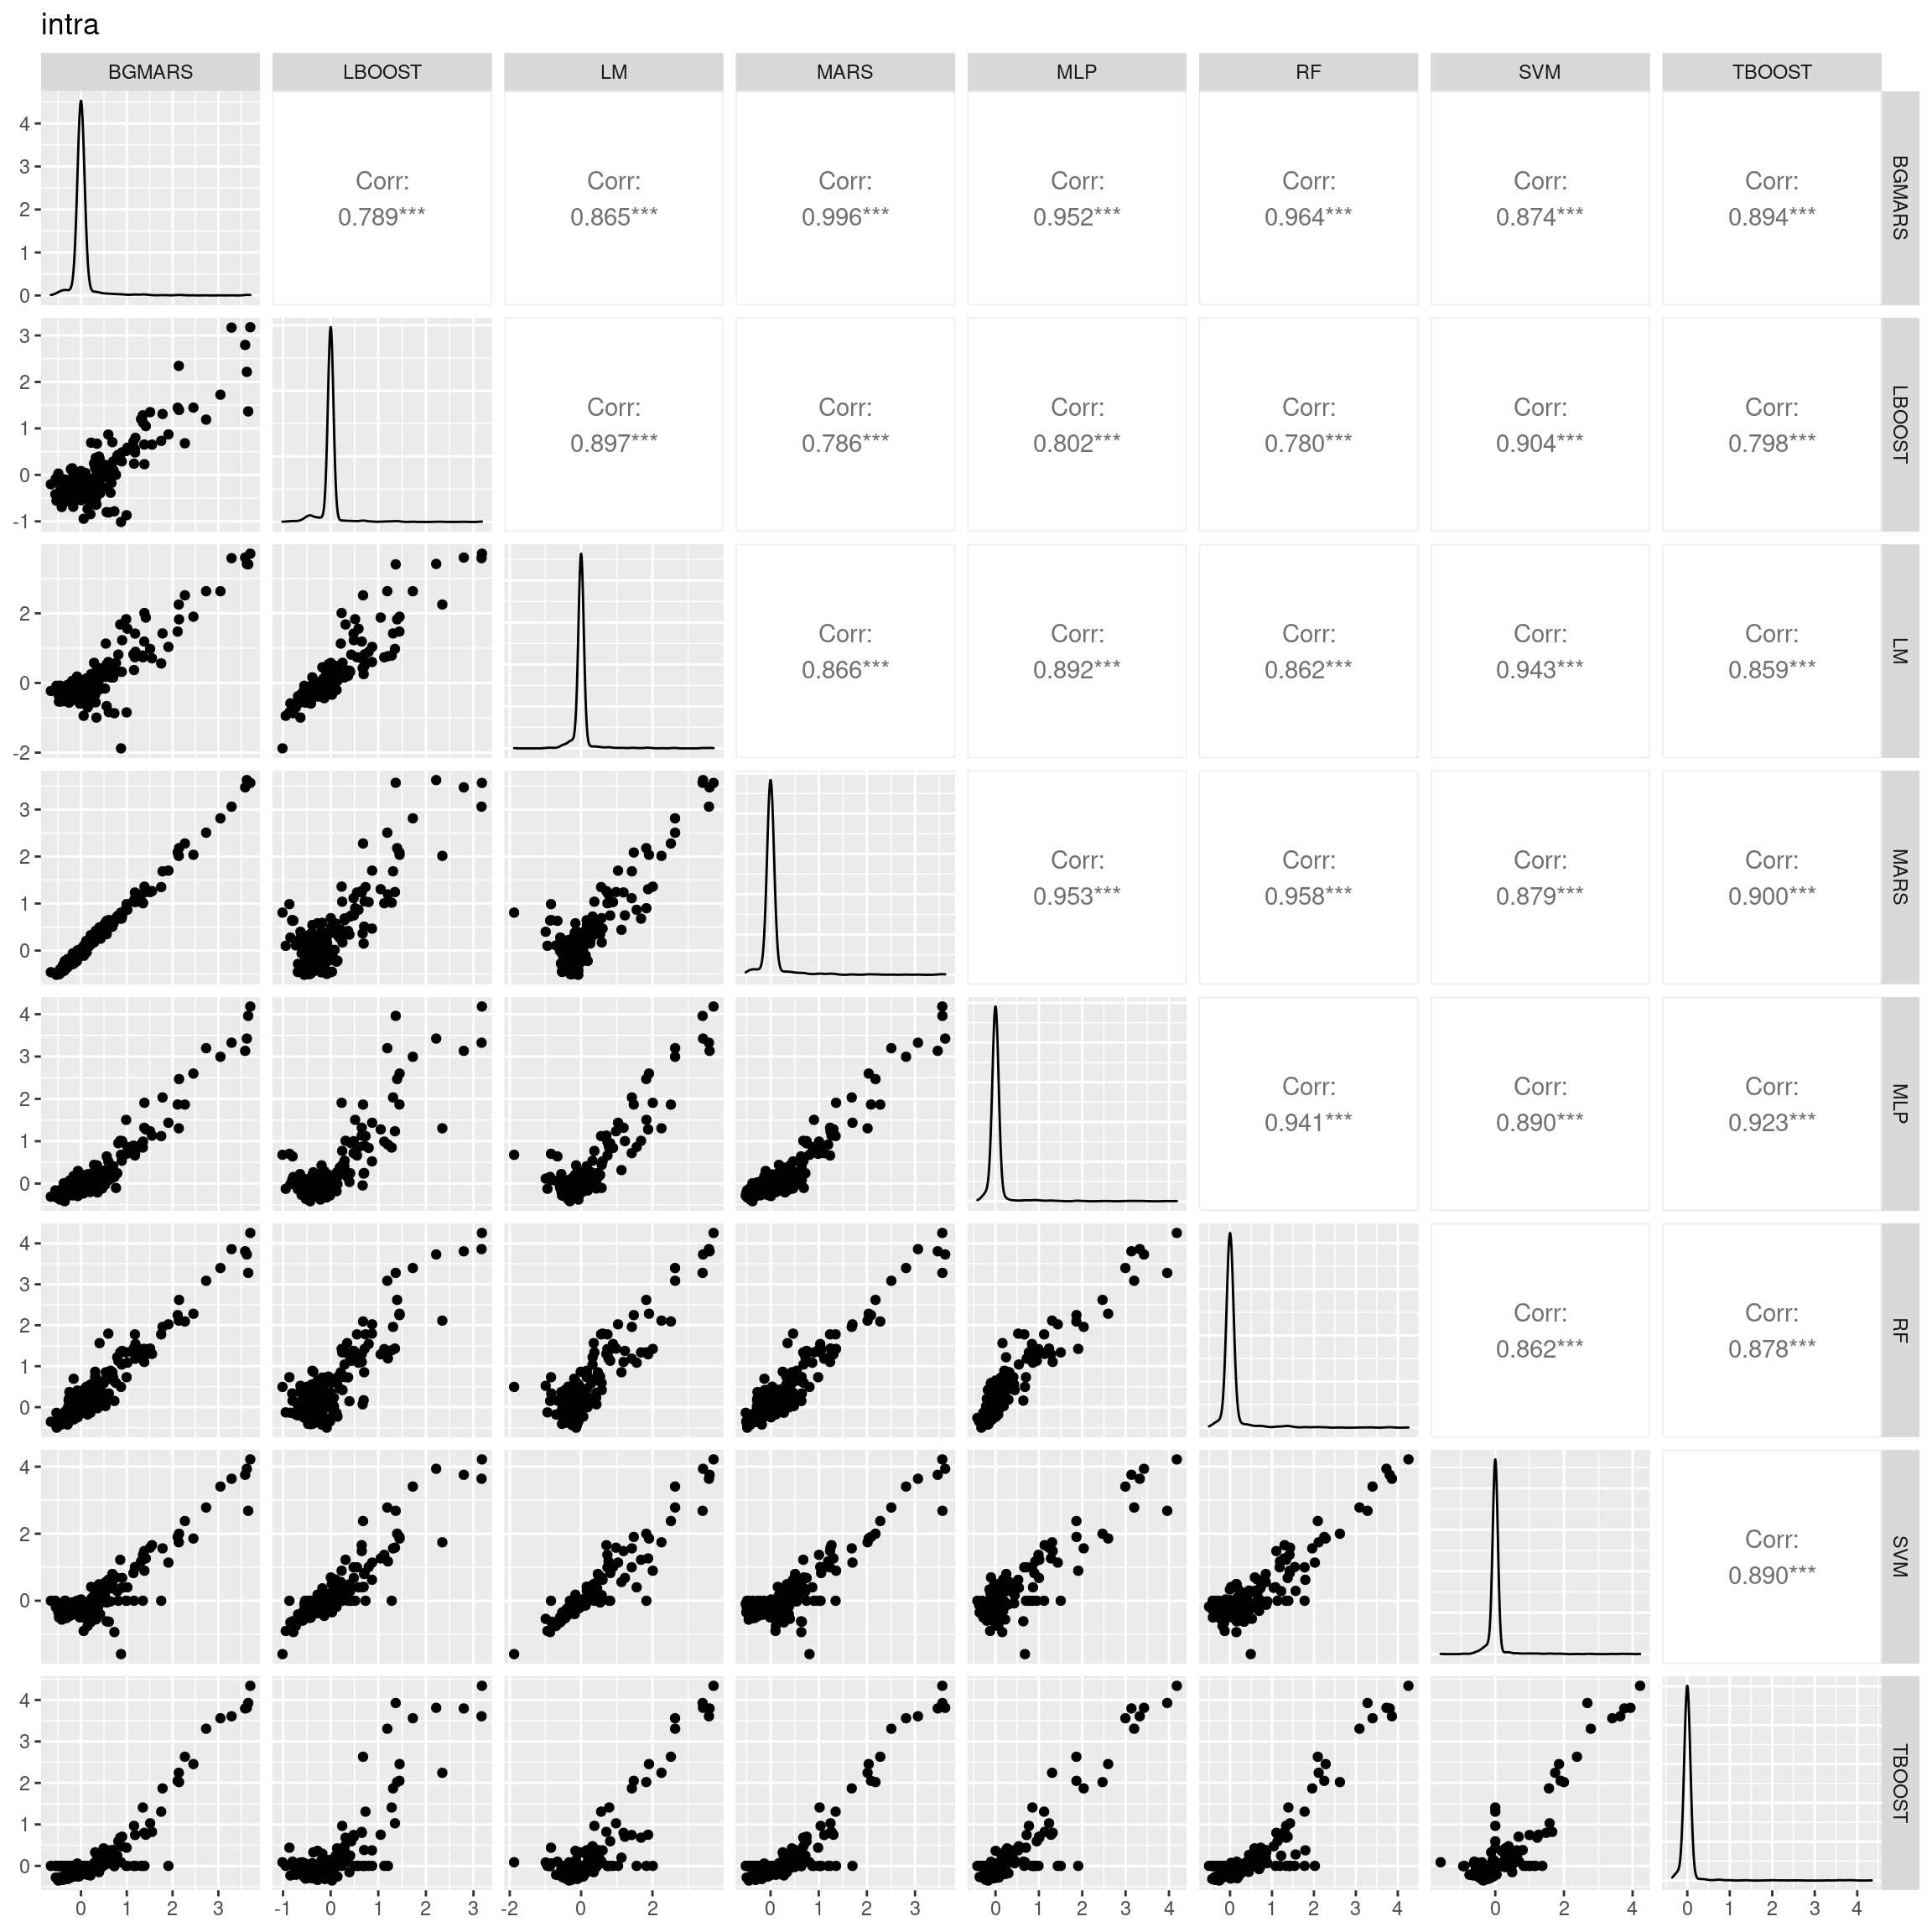 intra
BGMARS LBOOST LM MARS MLP RF SVM TBOOST
4
3
2
1
0
Corr:
0.789***
Corr:
0.865***
Corr:
0.996***
Corr:
0.952***
Corr:
0.964***
Corr:
0.874***
Corr:
0.894***
BGMARS
3
2
1
0
-1
Corr:
0.897***
Corr:
0.786***
Corr:
0.802***
Corr:
0.780***
Corr:
0.904***
Corr:
0.798***
LBOOST
2
0
-2
Corr:
0.866***
Corr:
0.892***
Corr:
0.862***
Corr:
0.943***
Corr:
0.859***
LM
3
2
1
0
Corr:
0.953***
Corr:
0.958***
Corr:
0.879***
Corr:
0.900***
MARS
4
3
2
1
0
Corr:
0.941***
Corr:
0.890***
Corr:
0.923***
MLP
4
3
2
1
0
Corr:
0.862***
Corr:
0.878***
RF
4
2
0
Corr:
0.890***
SVM
4
3
2
1
0
TBOOST
0 1 2 3 -1 0 1 2 3 -2 0 2 0 1 2 3 0 1 2 3 4 0 1 2 3 4 0 2 4 0 1 2 3 4